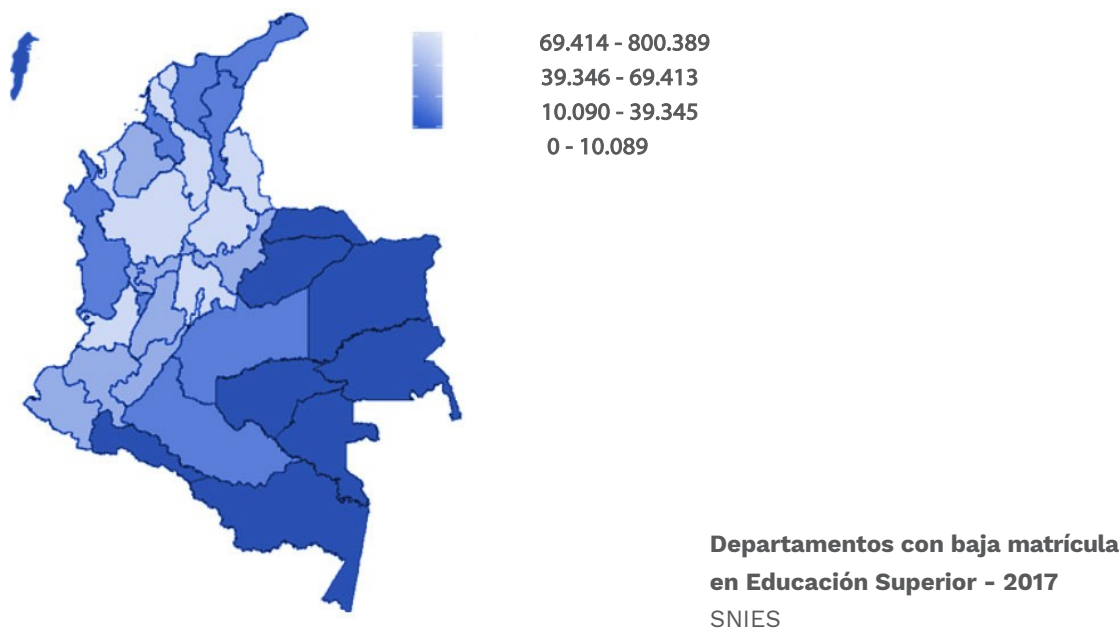 69.414 - 800.389
39.346 - 69.413
10.090 - 39.345
0 - 10.089
Departamentos con baja matrícula
en Educación Superior - 2017
SNIES